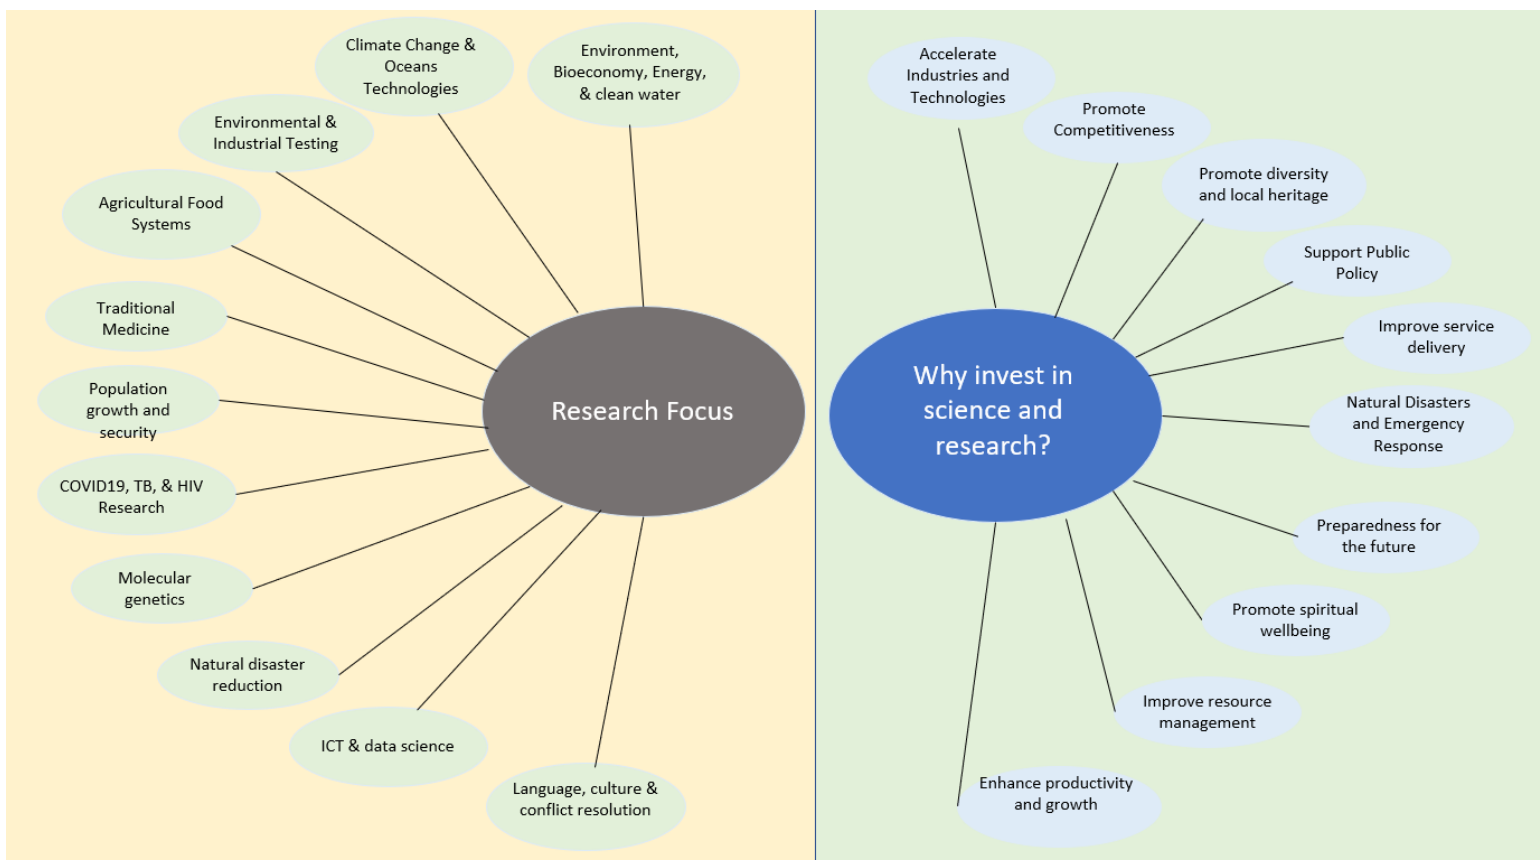 Climate Change &
Oceans
Technologies
Environment,
Bioeconomy, Energy,
& clean water
Environmental &
Industrial Testing
Agricultural Food
Systems
Traditional
Medicine
Population
growth and
security
COVID19, TB, & HIV
Research
Molecular
genetics
Natural disaster
reduction
ICT & data science
Language, culture &
conflict resolution
Research Focus
Accelerate
Industries and
Technologies
Promote
Competitiveness
Promote diversity
and local heritage
Support Public
Policy
Improve service
delivery
Natural Disasters
and Emergency
Response
Preparedness for
the future
Promote spiritual
wellbeing
Improve resource
management
Enhance productivity
and growth
Why invest in
science and
research?